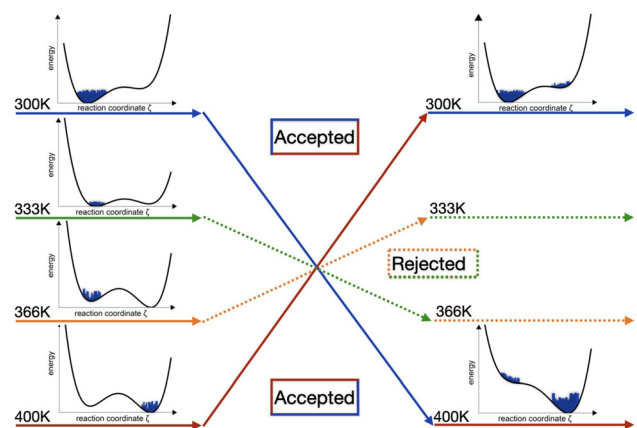 energy
reaction coordinate ζ
300K
energy
reaction coordinate ζ
300K
Accepted
energy
reaction coordinate ζ
333K
333K
energy
reaction coordinate ζ
366K
Rejected
366K
energy
reaction coordinate ζ
400K
Accepted
energy
reaction coordinate ζ
400K